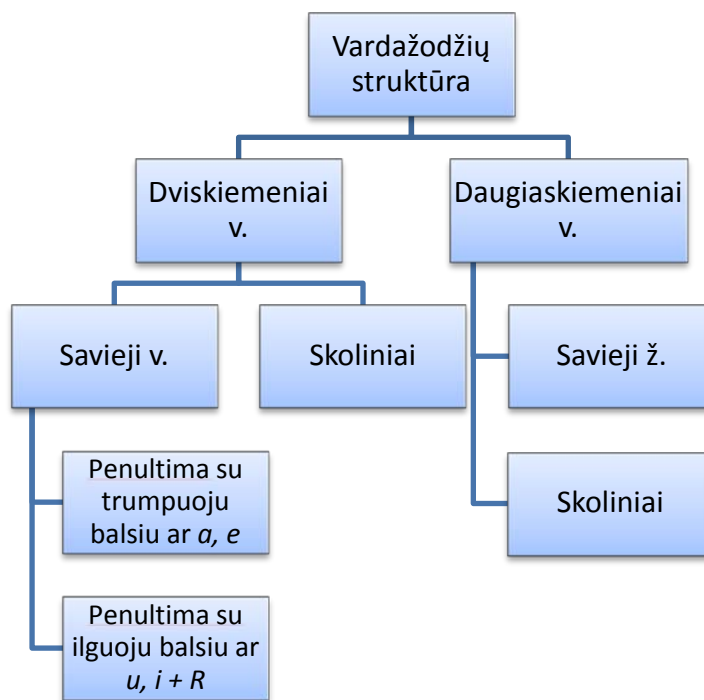 Vardažodžių
struktūra
Dviskiemeniai
v.
Daugiaskiemeniai
v.
Savieji v.
Skoliniai
Savieji ž.
Penultima su
trumpuoju
balsiu ar a, e
Skoliniai
Penultima su
ilguoju balsiu ar
u, i + R